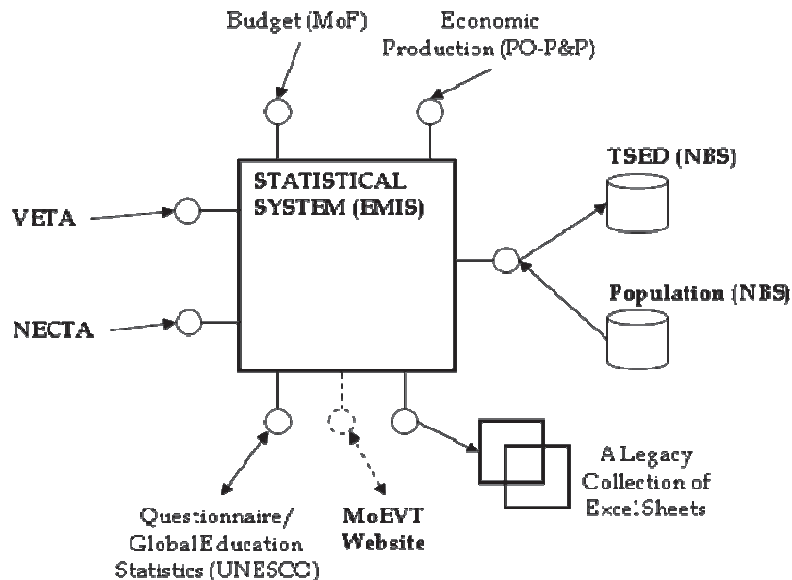 Budget (MoF)
Economic
Production (PO-P&P)
STATISTICAL
SYSTEM (EMIS)
TSED (NBS)
VETA
Population (NBS)
NECTA
A Legacy
Collection of
Excel Sheets
Questionnaire/
Global Education
Statistics (UNESCO)
MoEVT
Website